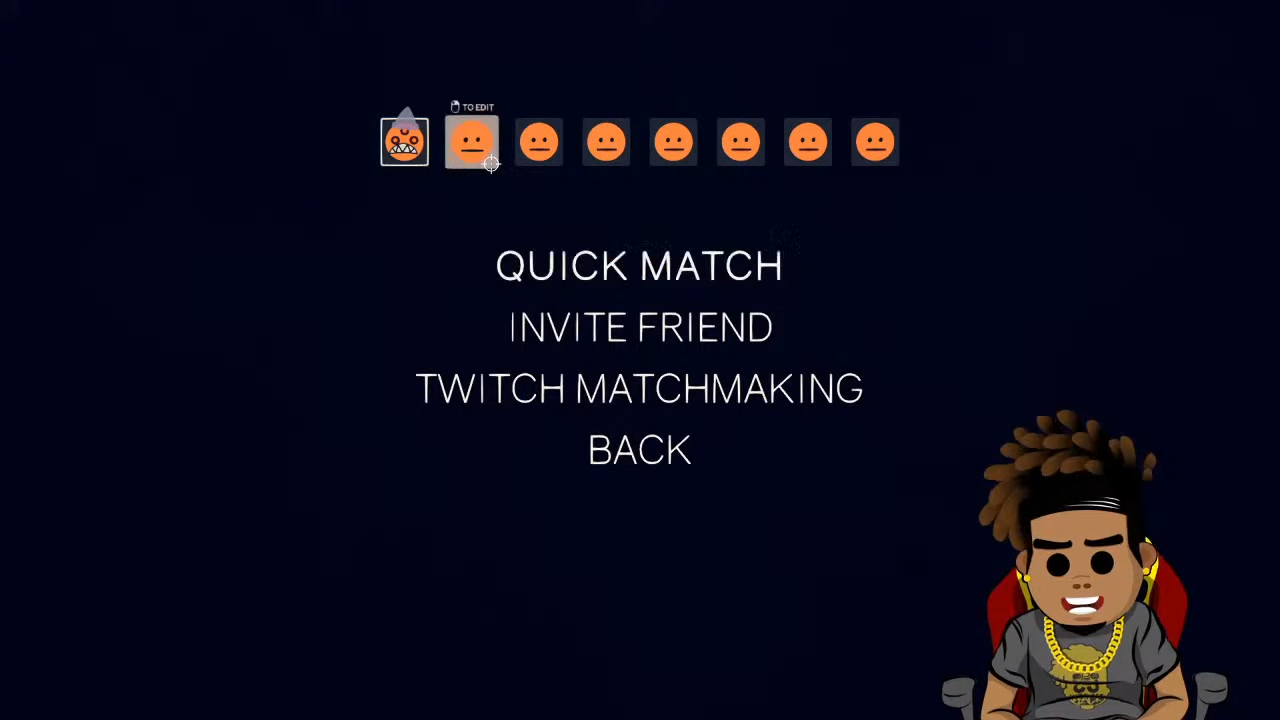 TO EDIT
QUICK MATCH
INVITE FRIEND
TWITCH MATCHMAKING
BACK